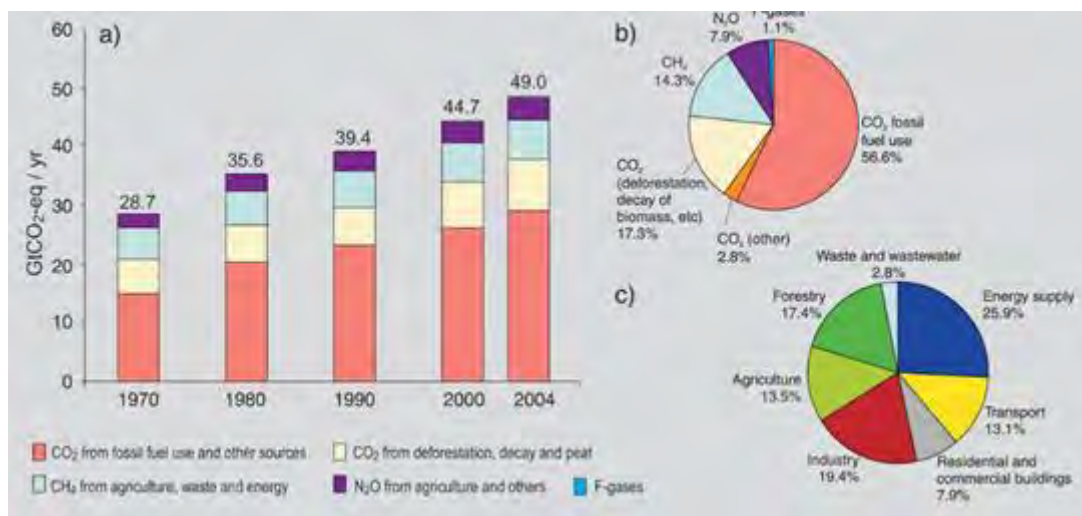 a)
GtCO₂-eq / yr
60
50
40
30
20
10
0
28.7
35.6
39.4
44.7
49.0
1970
1980
1990
2000
2004
CO₂ from fossil fuel use and other sources
CO₂ from deforestation, decay and peat
CH₄ from agriculture, waste and energy
N₂O from agriculture and others
F-gases
b)
N₂O
7.9%
F-gases
1.1%
CH₄
14.3%
CO₂ fossil
fuel use
56.6%
CO₂
(deforestation,
decay of
biomass, etc)
17.3%
CO₂ (other)
2.8%
c)
Waste and wastewater
2.8%
Forestry
17.4%
Energy supply
25.9%
Agriculture
13.5%
Transport
13.1%
Industry
19.4%
Residential and
commercial buildings
7.9%